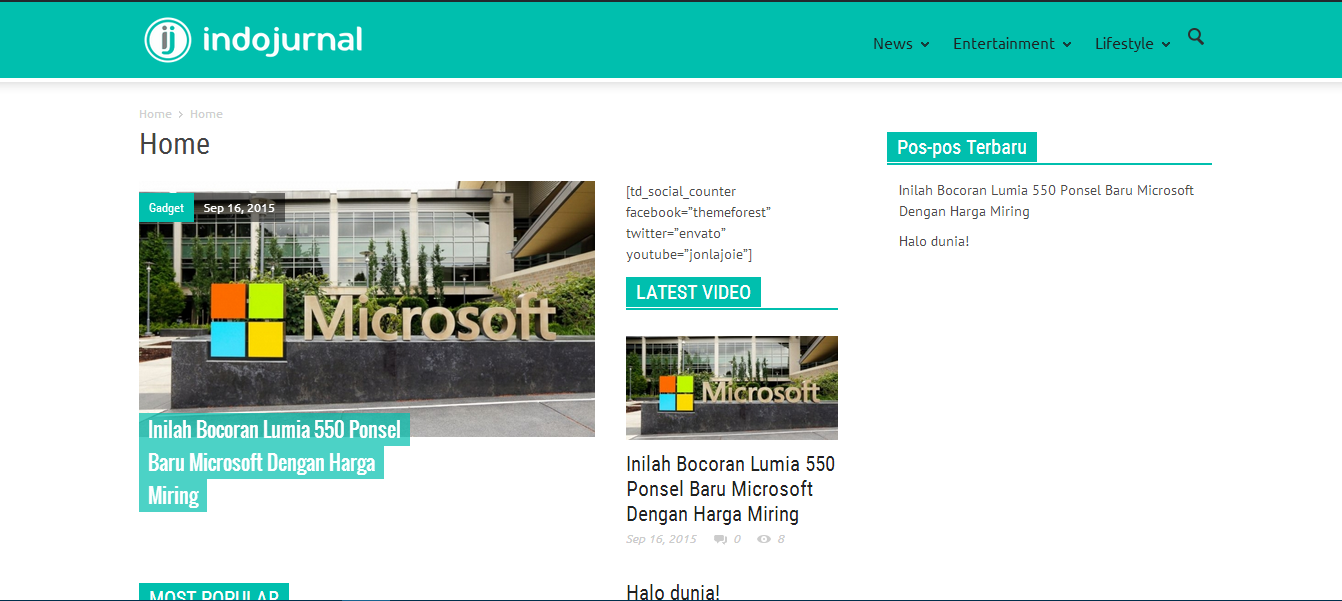 ij indojurnal
News Entertainment Lifestyle
Home > Home
Home
Gadget Sep 16, 2015
Microsoft
Inilah Bocoran Lumia 550 Ponsel
Baru Microsoft Dengan Harga
Miring
MOST POPULAR
[td_social_counter
facebook=”themeforest”
twitter=”envato”
youtube=”jonlajoie”]
LATEST VIDEO
Microsoft
Inilah Bocoran Lumia 550
Ponsel Baru Microsoft
Dengan Harga Miring
Sep 16, 2015 0 8
Halo dunia!
Pos-pos Terbaru
Inilah Bocoran Lumia 550 Ponsel Baru Microsoft
Dengan Harga Miring
Halo dunia!